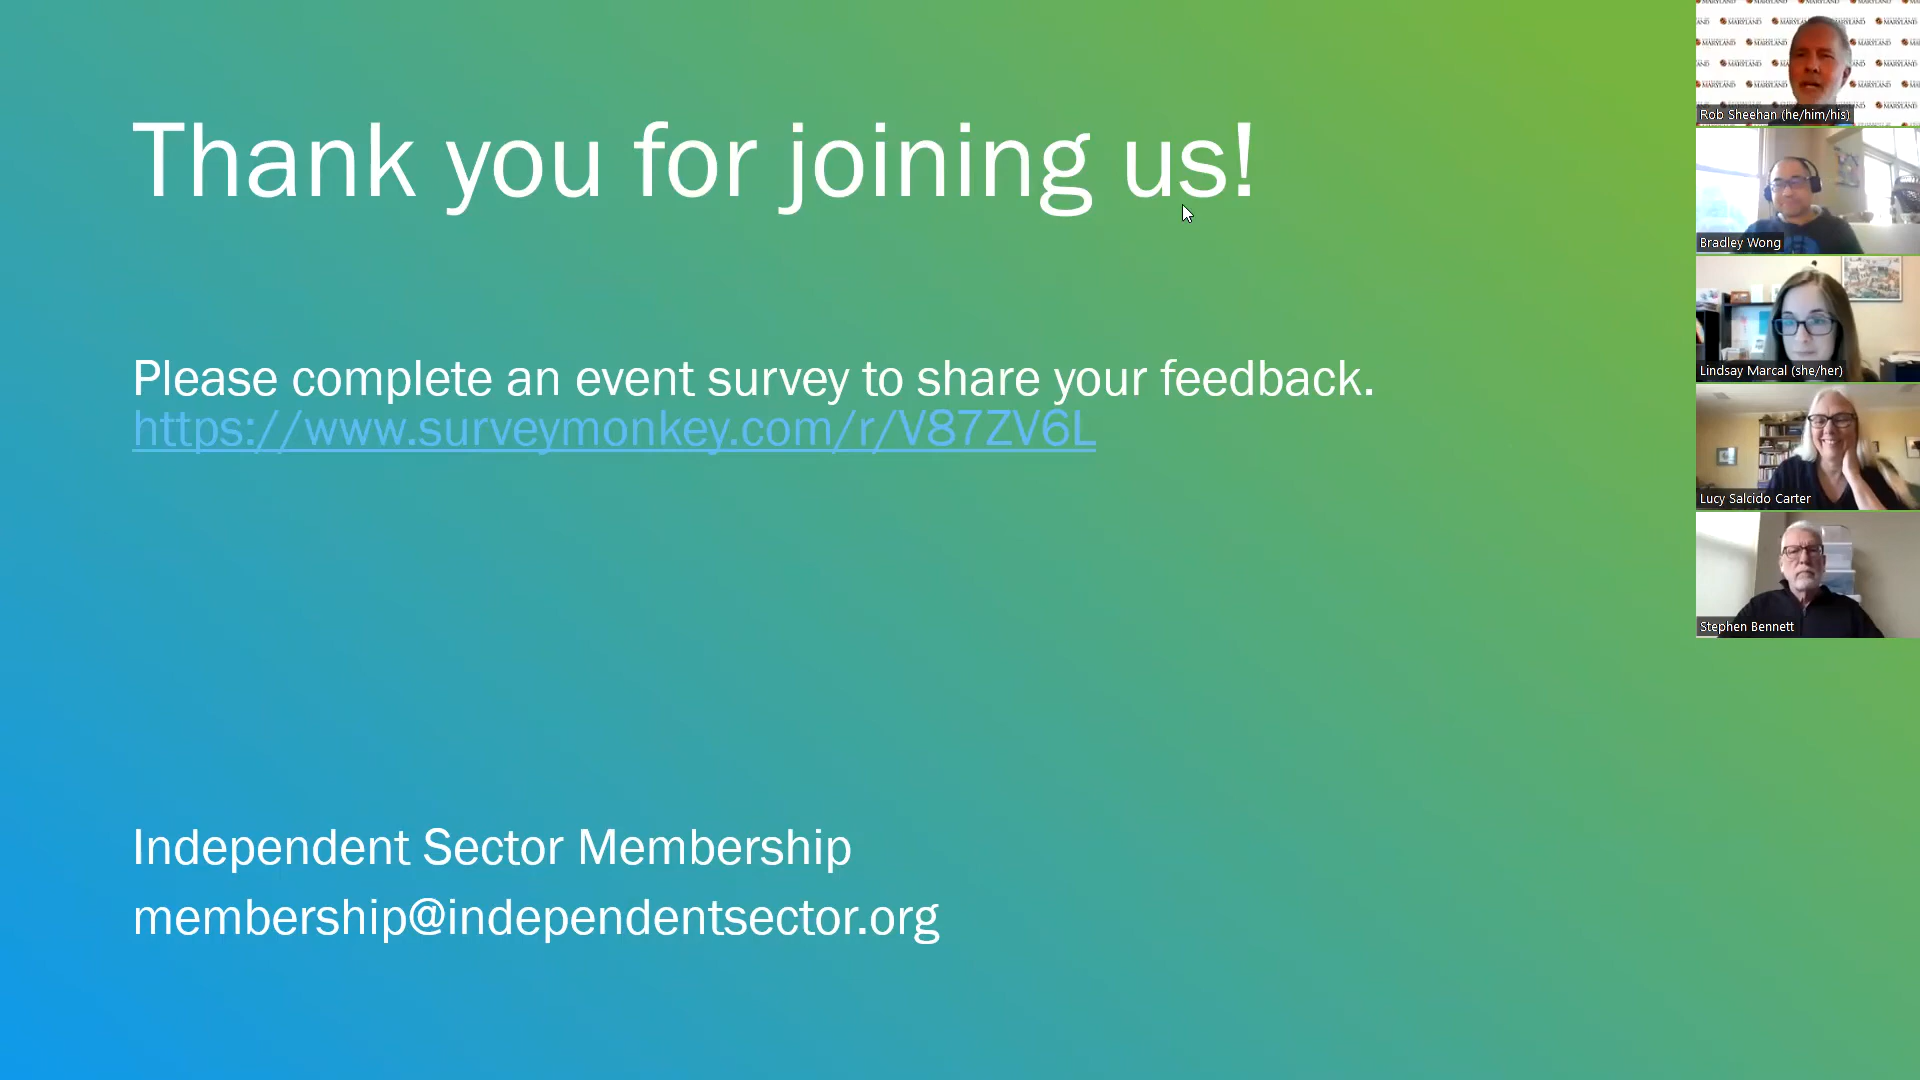 Thank you for joining us!
Please complete an event survey to share your feedback.
https://www.surveymonkey.com/r/V87ZV6L
Independent Sector Membership
membership@independentsector.org
MARYLAND
Rob Sheehan (he/him/his)
Bradley Wong
Lindsay Marcal (she/her)
Lucy Salcido Carter
Stephen Bennett